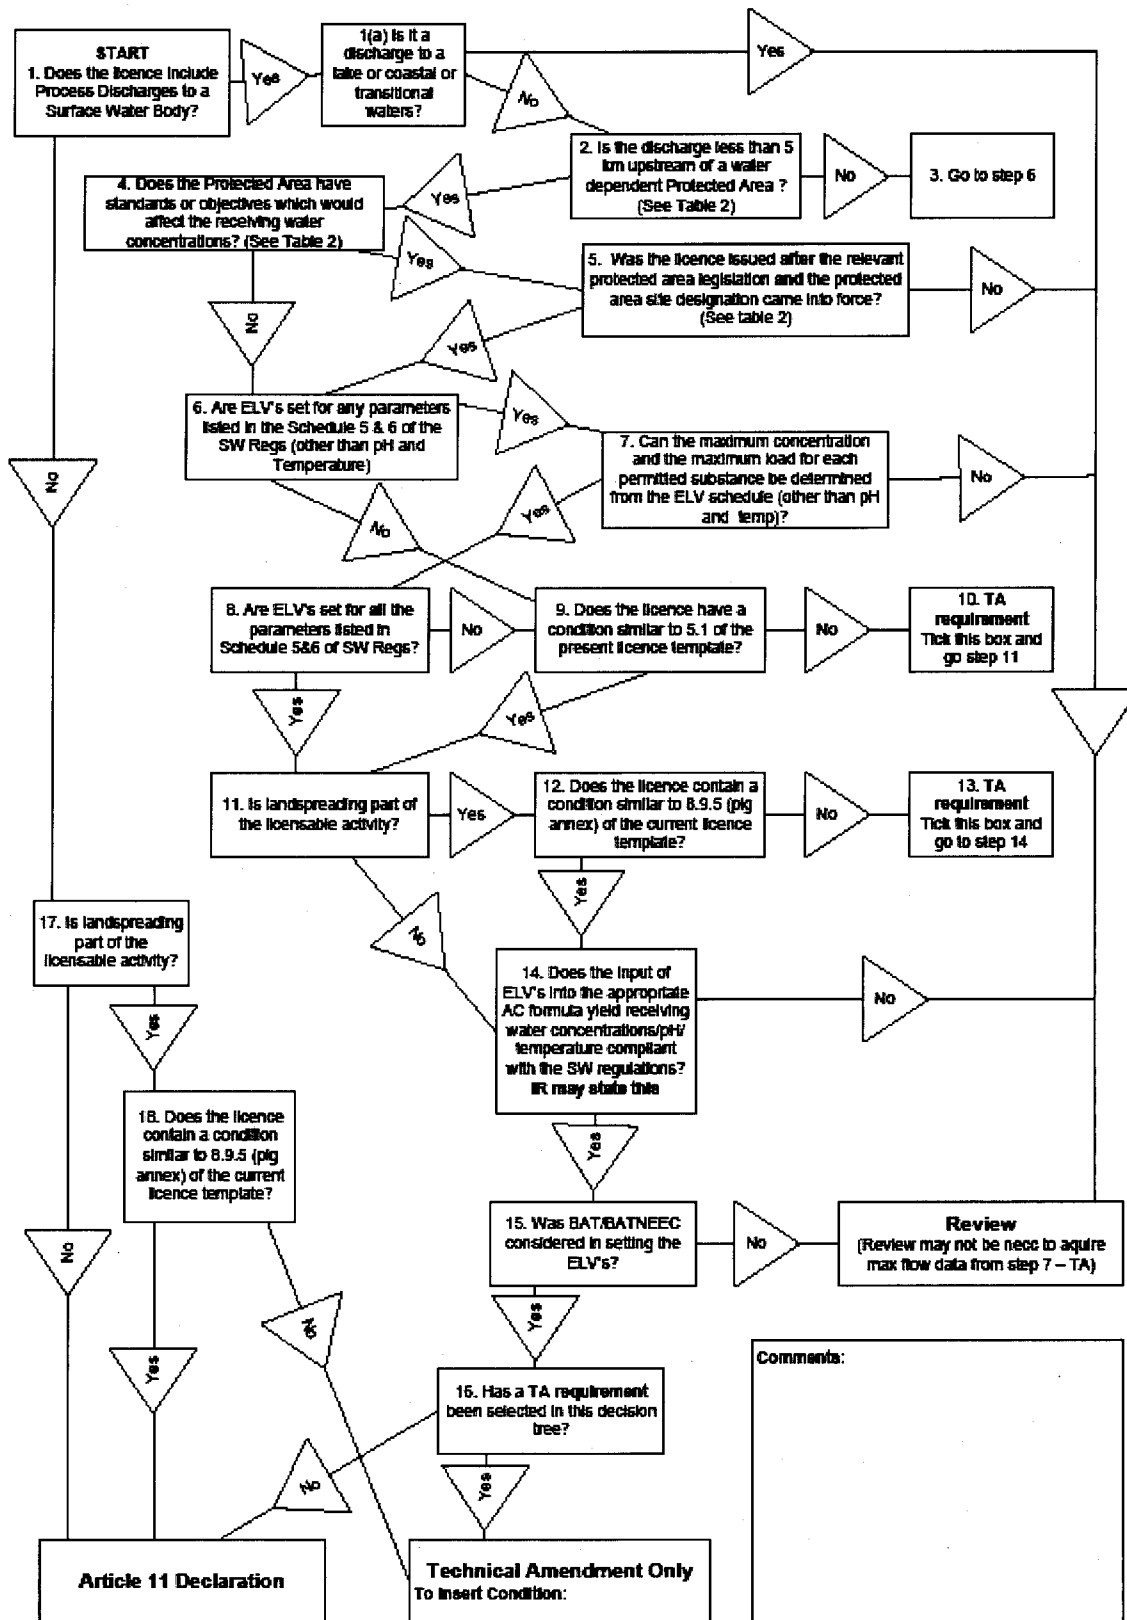 START
1. Does the licence include
Process Discharges to a
Surface Water Body?
Yes
1(a) Is it a
discharge to a
lake or coastal or
transitional
waters?
Yes
No
2. Is the discharge less than 5
km upstream of a water
dependent Protected Area ?
(See Table 2)
No
3. Go to step 6
Yes
4. Does the Protected Area have
standards or objectives which would
affect the receiving water
concentrations? (See Table 2)
Yes
5. Was the licence issued after the relevant
protected area legislation and the protected
area site designation came into force?
(See table 2)
No
No
Yes
6. Are ELV's set for any parameters
listed in the Schedule 5 & 6 of the
SW Regs (other than pH and
Temperature)
Yes
7. Can the maximum concentration
and the maximum load for each
permitted substance be determined
from the ELV schedule (other than pH
and temp)?
No
No
No
Yes
8. Are ELV's set for all the
parameters listed in
Schedule 5&6 of SW Regs?
No
9. Does the licence have a
condition similar to 5.1 of the
present licence template?
No
10. TA
requirement
Tick this box and
go step 11
Yes
Yes
11. Is landspreading part of
the licensable activity?
Yes
12. Does the licence contain a
condition similar to 8.9.5 (pig
annex) of the current licence
template?
No
13. TA
requirement
Tick this box and
go to step 14
Yes
No
17. Is landspreading
part of the
licensable activity?
14. Does the input of
ELV's into the appropriate
AC formula yield receiving
water concentrations/pH/
temperature compliant
with the SW regulations?
IR may state this
No
Yes
18. Does the licence
contain a condition
similar to 8.9.5 (pig
annex) of the current
licence template?
Yes
No
15. Was BAT/BATNEEC
considered in setting the
ELV's?
No
Review
(Review may not be necc to aquire
max flow data from step 7 – TA)
Yes
No
Yes
16. Has a TA requirement
been selected in this decision
tree?
Comments:
No
Yes
Article 11 Declaration
Technical Amendment Only
To Insert Condition: